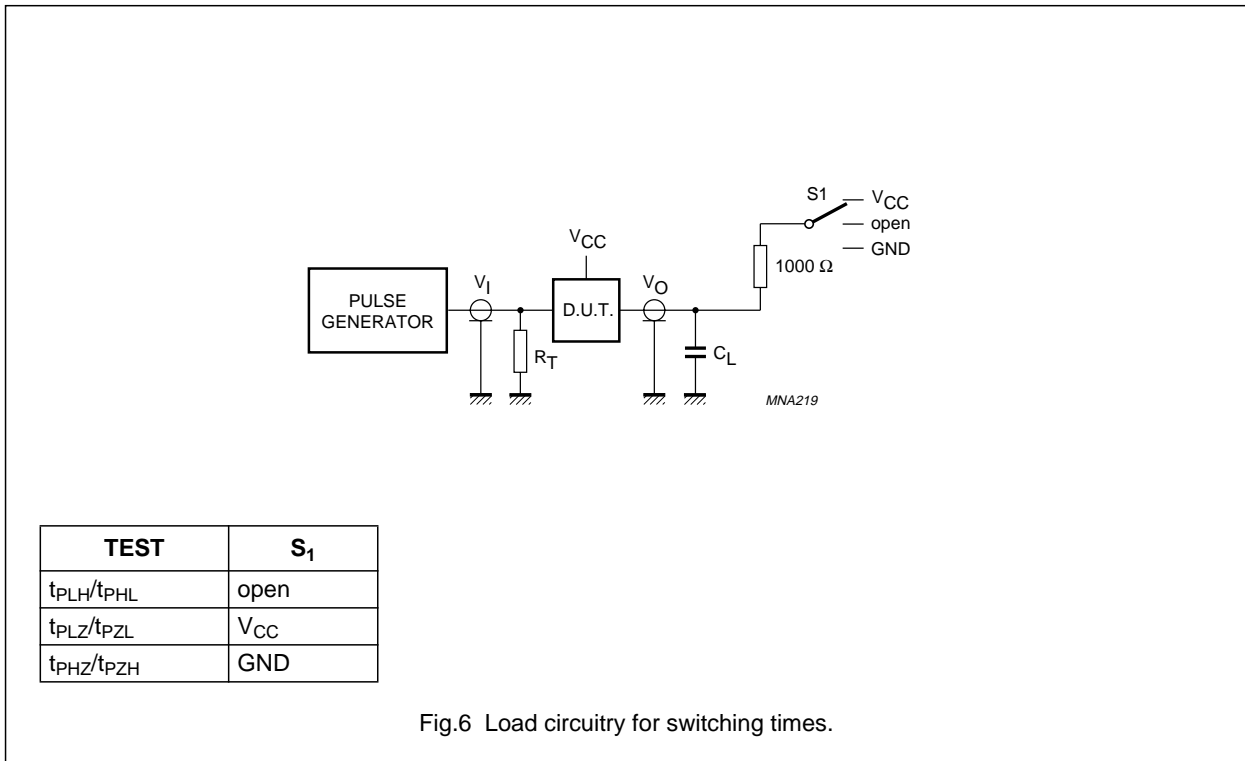 S1
VCC
open
GND
1000 Ω
VCC
VI
VO
PULSE
GENERATOR
D.U.T.
RT
CL
MNA219
TEST S1
tPLH/tPHL open
tPLZ/tPZL VCC
tPHZ/tPZH GND
Fig.6 Load circuitry for switching times.